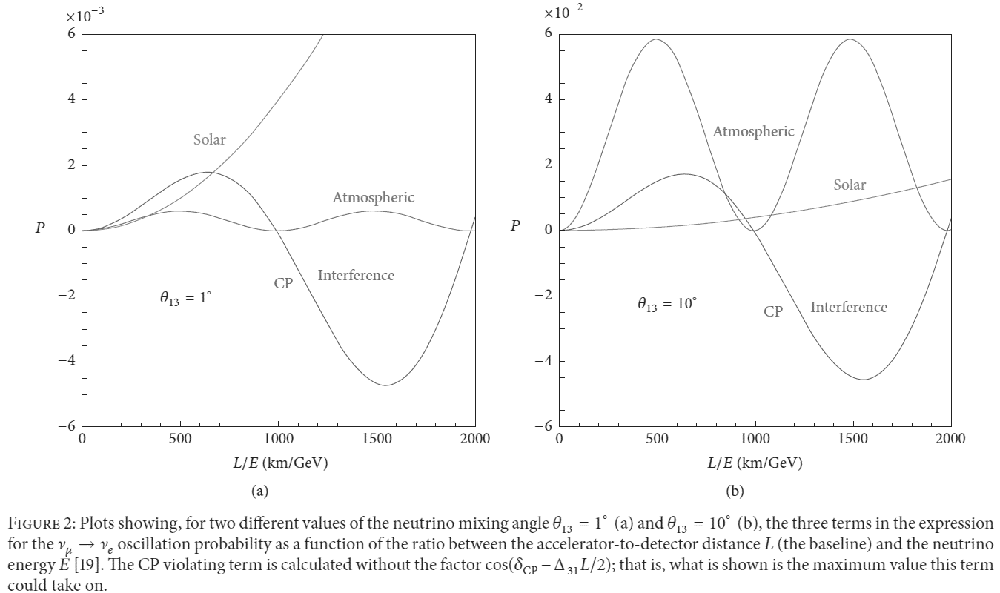 ×10⁻³
6
4
2
0
−2
−4
−6
P
Solar
Atmospheric
CP
Interference
θ₁₃ = 1°
0
500
1000
1500
2000
L/E (km/GeV)
(a)
×10⁻²
6
4
2
0
−2
−4
−6
P
Atmospheric
Solar
CP
Interference
θ₁₃ = 10°
0
500
1000
1500
2000
L/E (km/GeV)
(b)
FIGURE 2: Plots showing, for two different values of the neutrino mixing angle θ₁₃ = 1° (a) and θ₁₃ = 10° (b), the three terms in the expression
for the ν_μ → ν_e oscillation probability as a function of the ratio between the accelerator-to-detector distance L (the baseline) and the neutrino
energy E [19]. The CP violating term is calculated without the factor cos(δ_CP − Δ₃₁L/2); that is, what is shown is the maximum value this term
could take on.